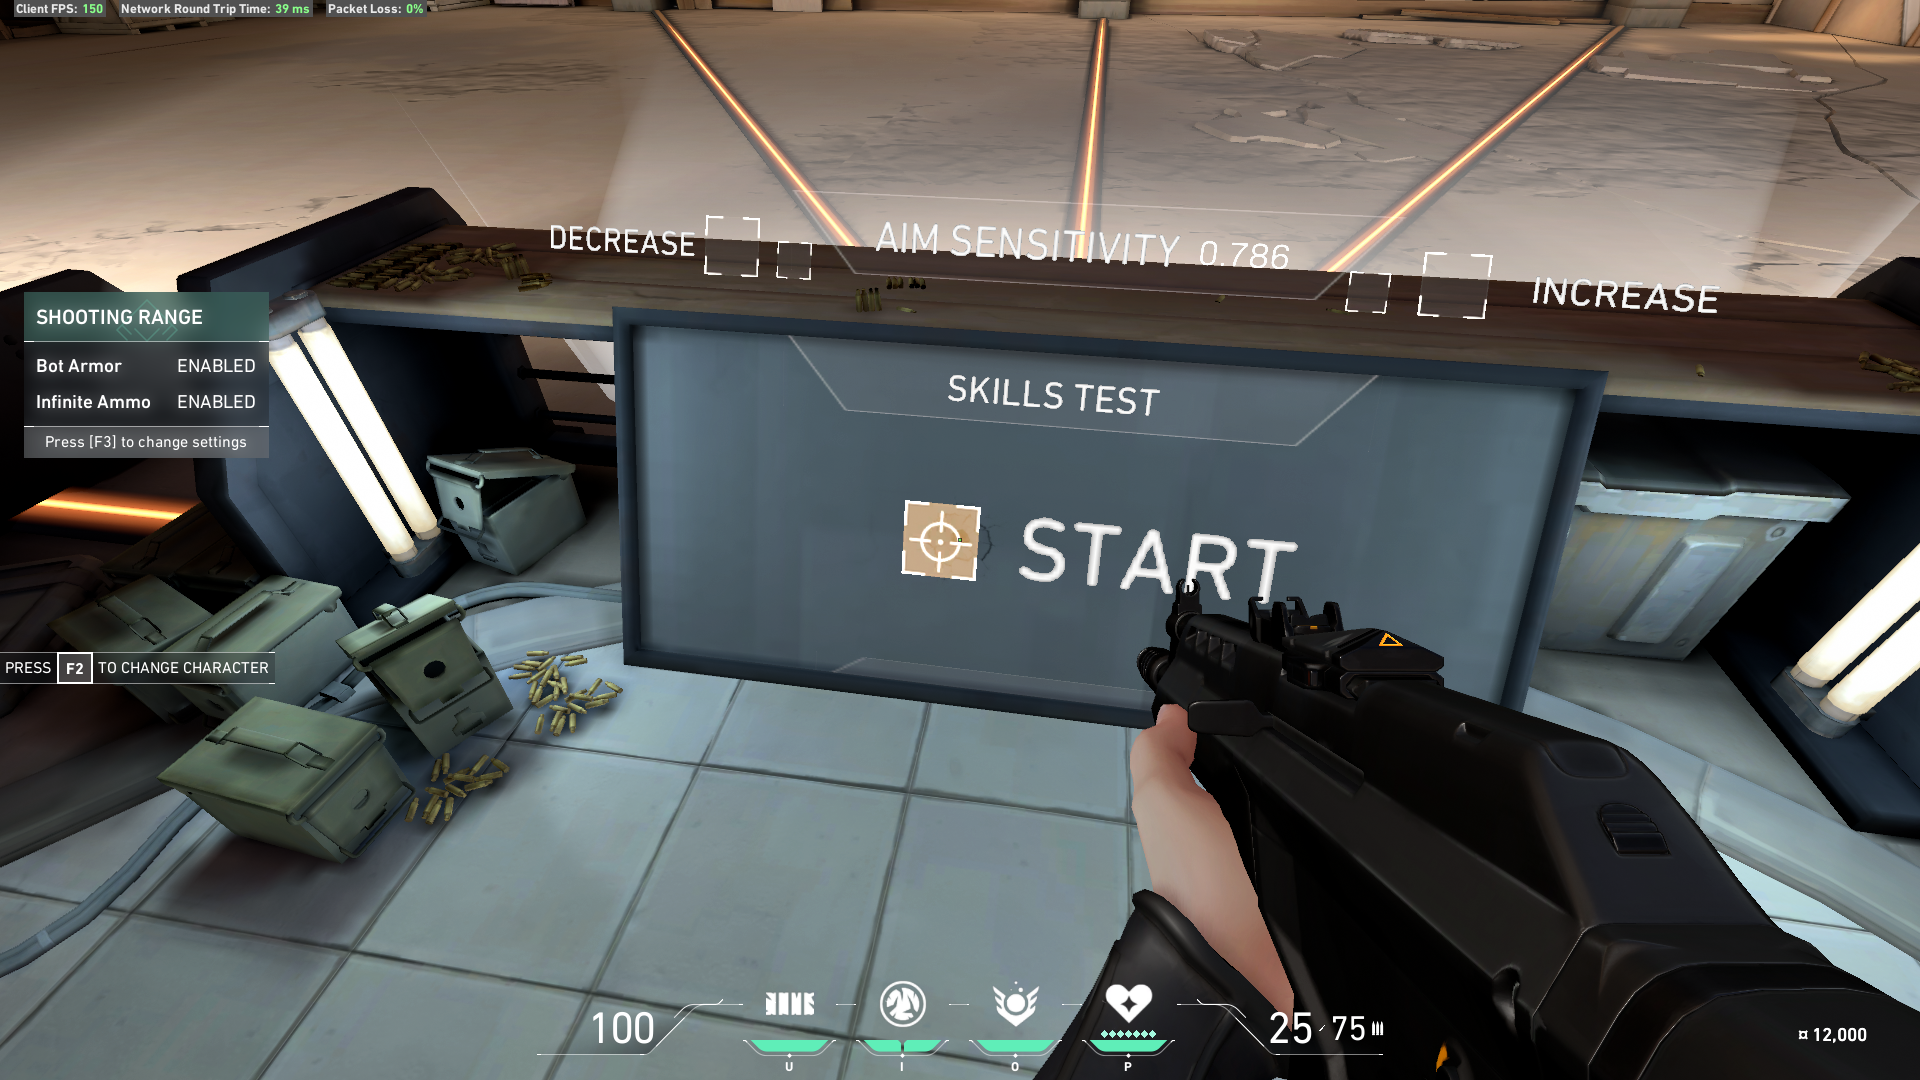 Client FPS: 150 Network Round Trip Time: 39 ms Packet Loss: 0%
DECREASE AIM SENSITIVITY 0.786 INCREASE
SHOOTING RANGE
Bot Armor ENABLED
Infinite Ammo ENABLED
Press [F3] to change settings
SKILLS TEST
START
PRESS F2 TO CHANGE CHARACTER
100
25 / 75
¤ 12,000
U I O P